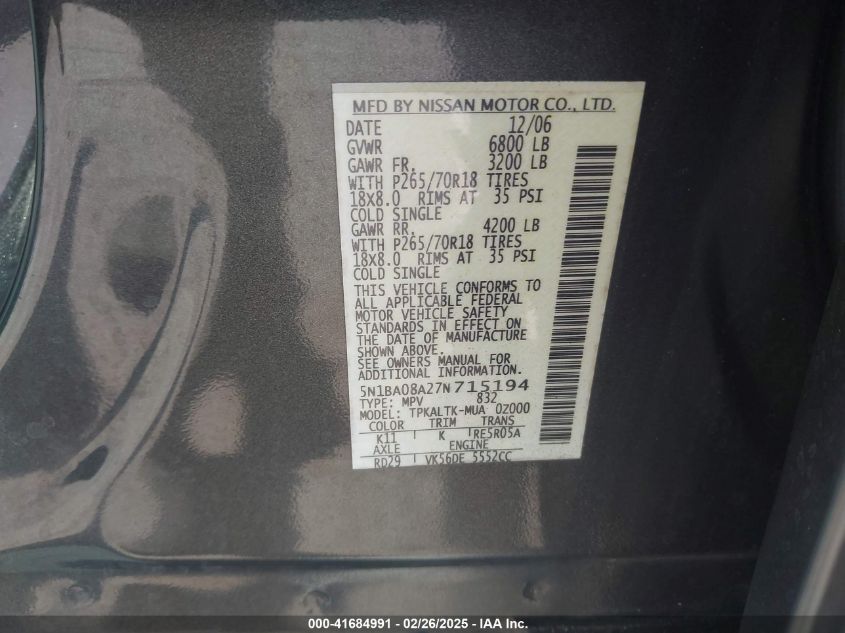 MFD BY NISSAN MOTOR CO., LTD.
DATE 12/06
GVWR 6800 LB
GAWR FR. 3200 LB
WITH P265/70R18 TIRES
18X8.0 RIMS AT 35 PSI
COLD SINGLE
GAWR RR. 4200 LB
WITH P265/70R18 TIRES
18X8.0 RIMS AT 35 PSI
COLD SINGLE
THIS VEHICLE CONFORMS TO
ALL APPLICABLE FEDERAL
MOTOR VEHICLE SAFETY
STANDARDS IN EFFECT ON
THE DATE OF MANUFACTURE
SHOWN ABOVE.
SEE OWNERS MANUAL FOR
ADDITIONAL INFORMATION.
5N1BA08A27N715194
TYPE: MPV 832
MODEL: TPKALTK-MUA 0Z000
COLOR TRIM TRANS
K11 K RE5R05A
AXLE ENGINE
RD29 VK56DE 5552CC
000-41684991 - 02/26/2025 - IAA Inc.